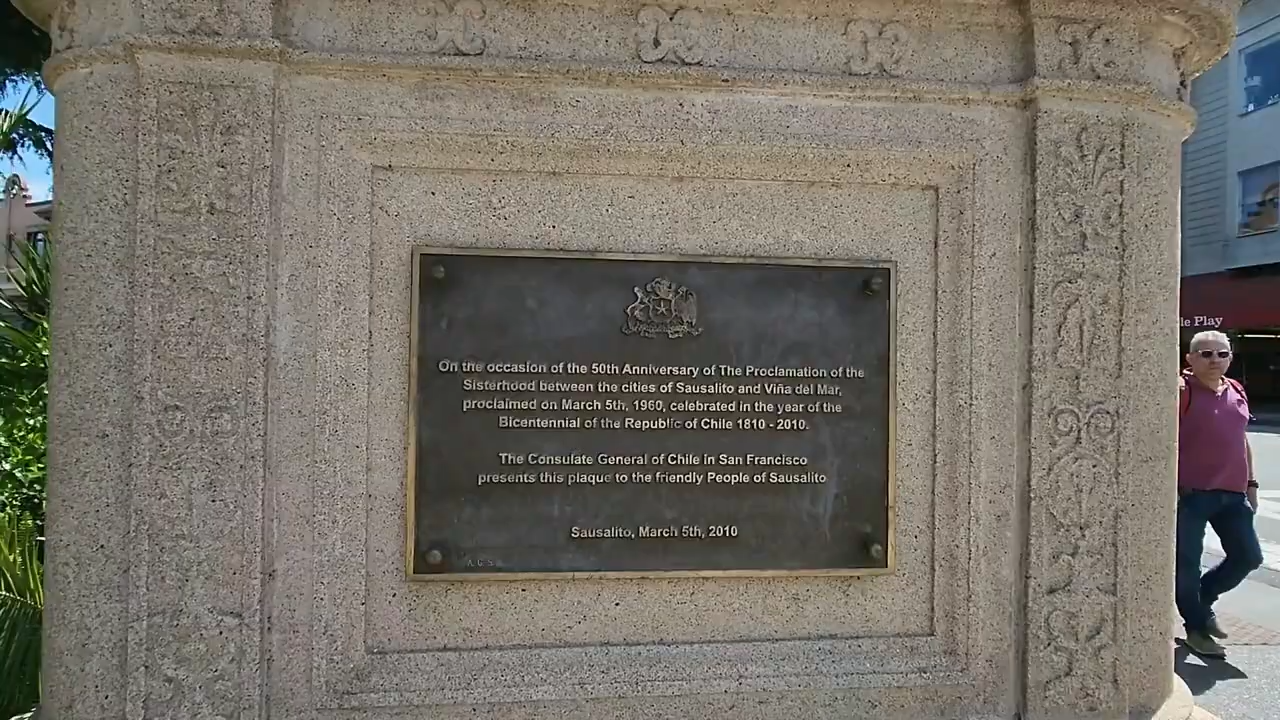 On the occasion of the 50th Anniversary of The Proclamation of the
Sisterhood between the cities of Sausalito and Viña del Mar,
proclaimed on March 5th, 1960, celebrated in the year of the
Bicentennial of the Republic of Chile 1810 - 2010.
The Consulate General of Chile in San Francisco
presents this plaque to the friendly People of Sausalito
Sausalito, March 5th, 2010
le Play